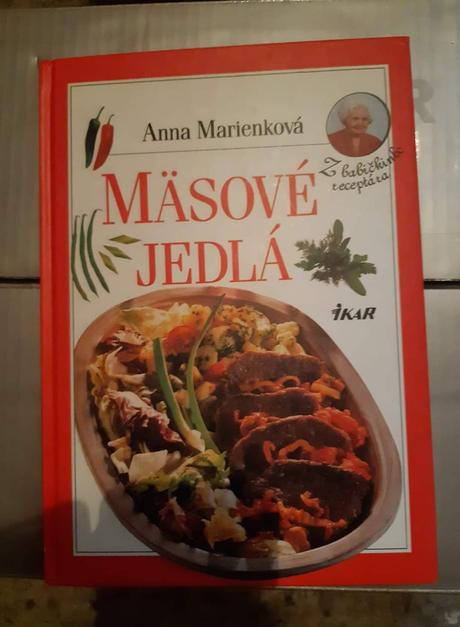 Anna Marienková
Z babičkinho
receptára
MÄSOVÉ
JEDLÁ
IKAR